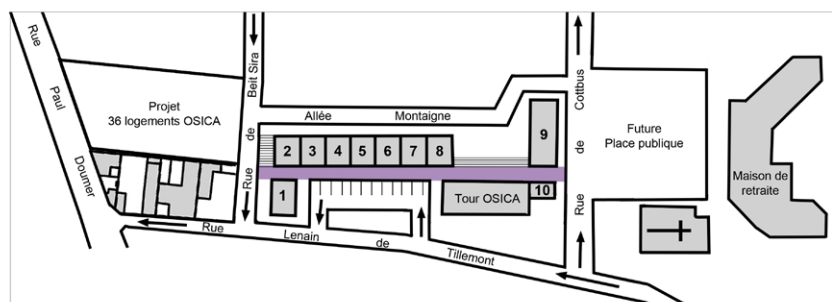 Rue
Paul
Doumer
Projet
36 logements OSICA
Rue de Beit Sira
Allée Montaigne
2 3 4 5 6 7 8
9
1
10
Tour OSICA
Rue de Cottbus
Future
Place publique
Maison de
retraite
Rue Lenain de Tillemont